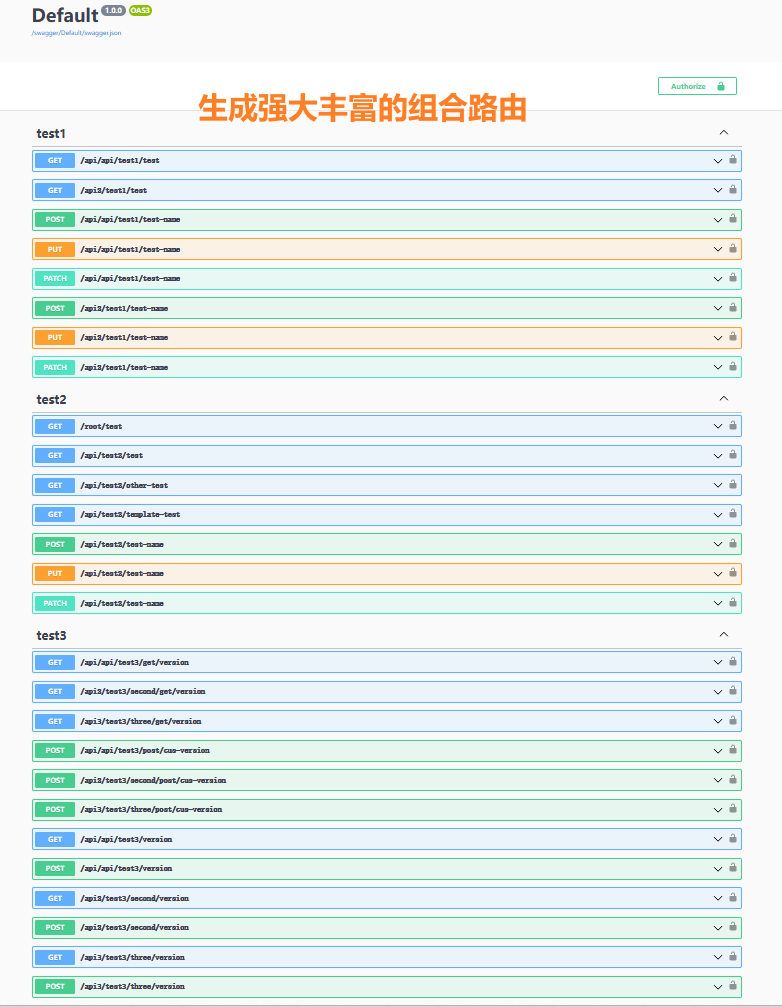 Default 1.0.0 OAS3
/swagger/Default/swagger.json
Authorize
生成强大丰富的组合路由
test1
GET /api/api/test1/test
GET /api2/test1/test
POST /api/api/test1/test-name
PUT /api/api/test1/test-name
PATCH /api/api/test1/test-name
POST /api2/test1/test-name
PUT /api2/test1/test-name
PATCH /api2/test1/test-name
test2
GET /root/test
GET /api/test2/test
GET /api/test2/other-test
GET /api/test2/template-test
POST /api/test2/test-name
PUT /api/test2/test-name
PATCH /api/test2/test-name
test3
GET /api/api/test3/get/version
GET /api2/test3/second/get/version
GET /api3/test3/three/get/version
POST /api/api/test3/post/cus-version
POST /api2/test3/second/post/cus-version
POST /api3/test3/three/post/cus-version
GET /api/api/test3/version
POST /api/api/test3/version
GET /api2/test3/second/version
POST /api2/test3/second/version
GET /api3/test3/three/version
POST /api3/test3/three/version